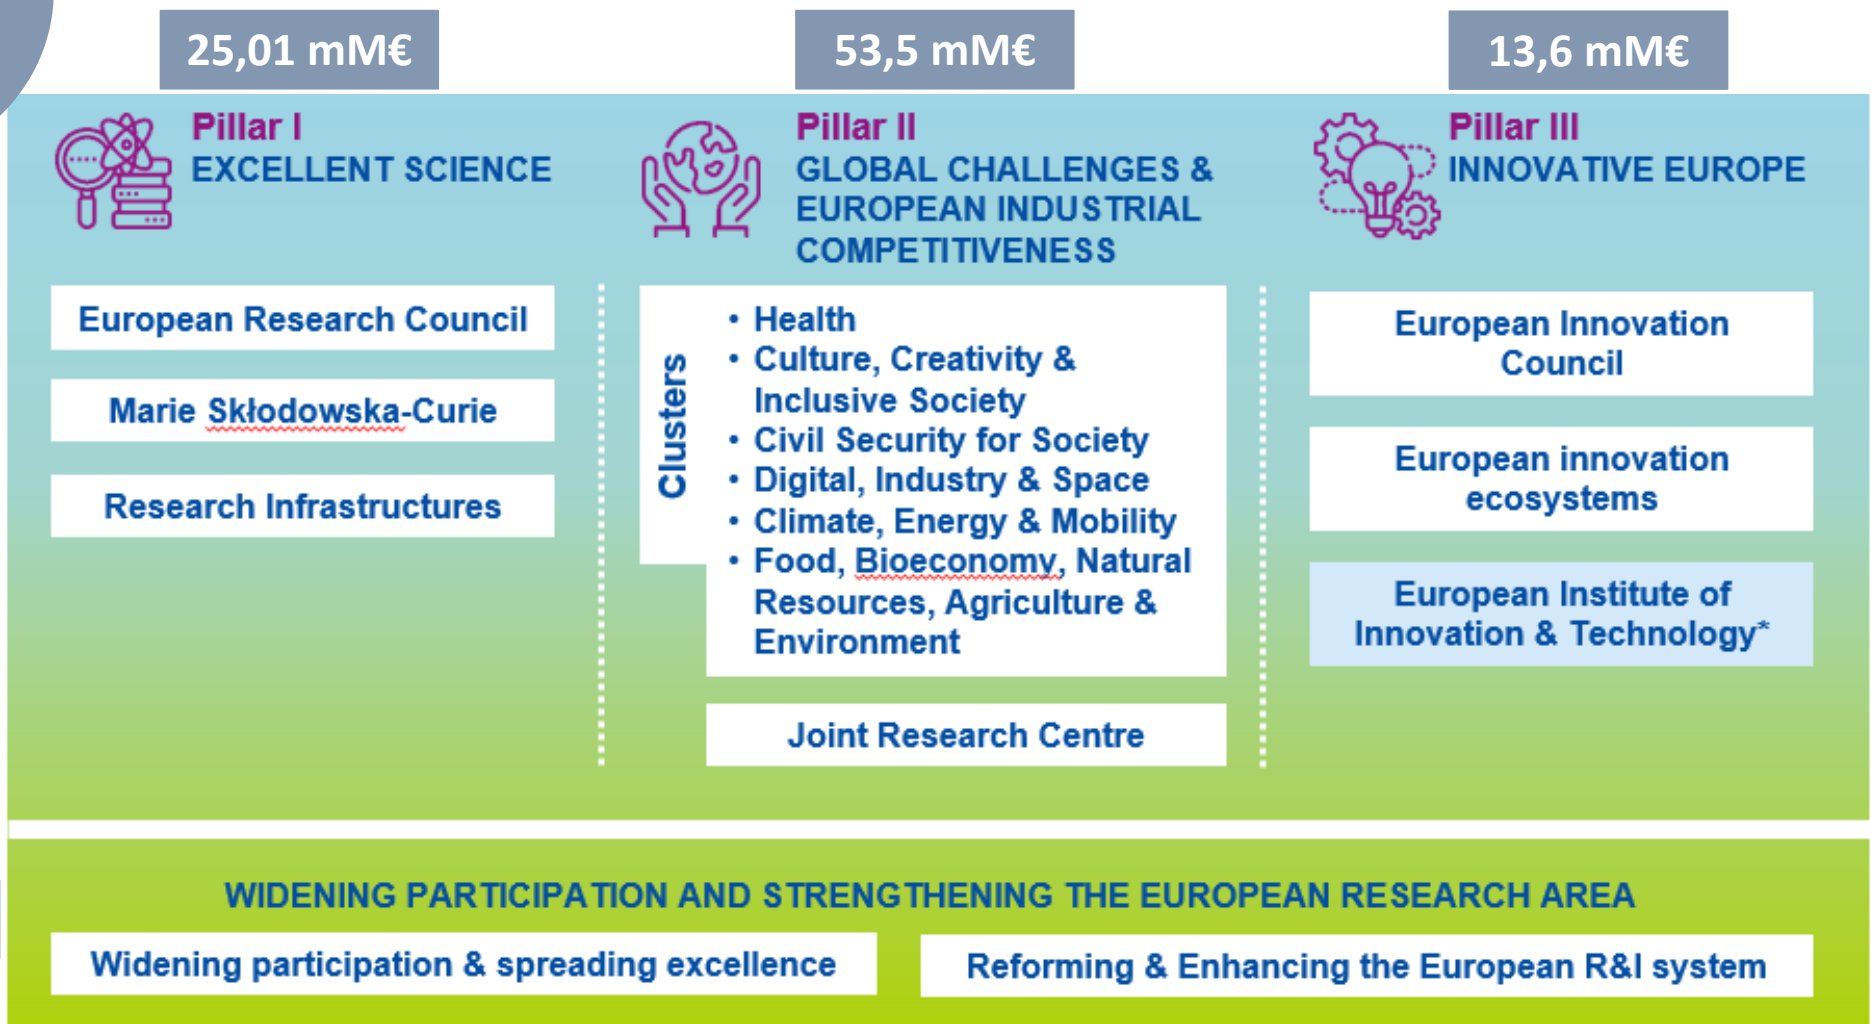 25,01 mM€
53,5 mM€
13,6 mM€
Pillar I
EXCELLENT SCIENCE
European Research Council
Marie Skłodowska-Curie
Research Infrastructures
Pillar II
GLOBAL CHALLENGES &
EUROPEAN INDUSTRIAL
COMPETITIVENESS
Clusters
• Health
• Culture, Creativity &
Inclusive Society
• Civil Security for Society
• Digital, Industry & Space
• Climate, Energy & Mobility
• Food, Bioeconomy, Natural
Resources, Agriculture &
Environment
Joint Research Centre
Pillar III
INNOVATIVE EUROPE
European Innovation
Council
European innovation
ecosystems
European Institute of
Innovation & Technology*
WIDENING PARTICIPATION AND STRENGTHENING THE EUROPEAN RESEARCH AREA
Widening participation & spreading excellence
Reforming & Enhancing the European R&I system